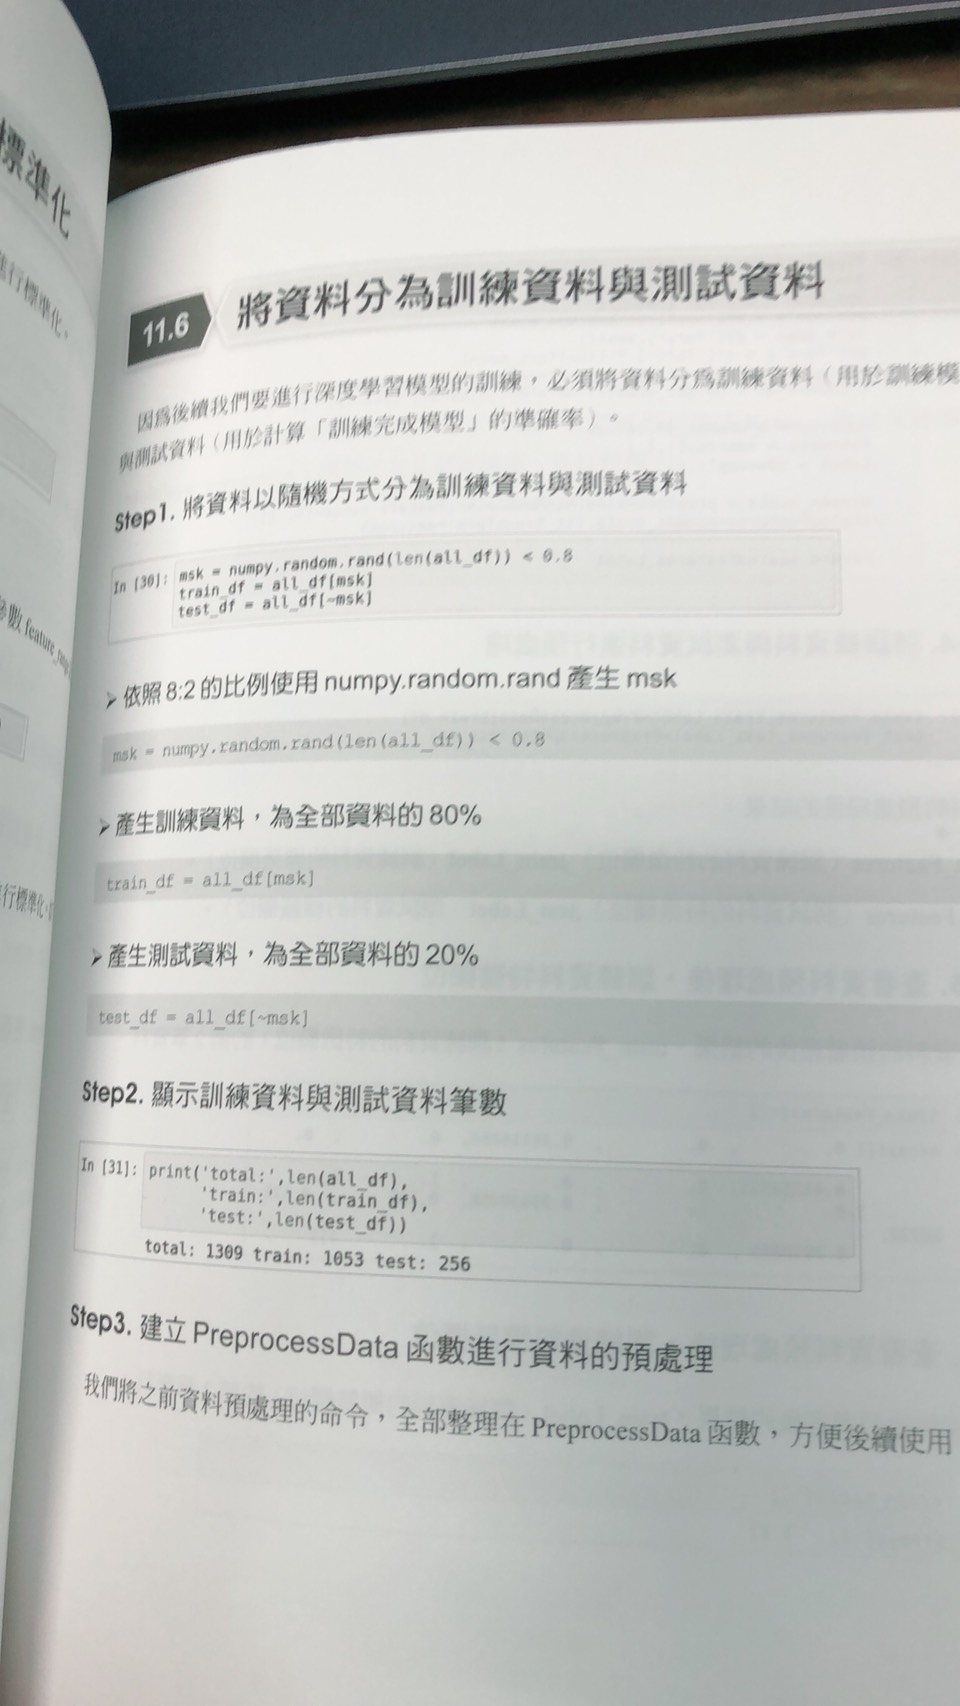 標準化
進行標準化。
11.6 將資料分為訓練資料與測試資料
因為後續我們要進行深度學習模型的訓練，必須將資料分為訓練資料（用於訓練模
與測試資料（用於計算「訓練完成模型」的準確率）。
Step1. 將資料以隨機方式分為訓練資料與測試資料
In [30]: msk = numpy.random.rand(len(all_df)) < 0.8
train_df = all_df[msk]
test_df = all_df[~msk]
參數
➤ 依照 8:2 的比例使用 numpy.random.rand 產生 msk
msk = numpy.random.rand(len(all_df)) < 0.8
➤ 產生訓練資料，為全部資料的 80%
train_df = all_df[msk]
行標準化，
➤ 產生測試資料，為全部資料的 20%
test_df = all_df[~msk]
Step2. 顯示訓練資料與測試資料筆數
In [31]: print('total:',len(all_df),
'train:',len(train_df),
'test:',len(test_df))
total: 1309 train: 1053 test: 256
Step3. 建立 PreprocessData 函數進行資料的預處理
我們將之前資料預處理的命令，全部整理在 PreprocessData 函數，方便後續使用